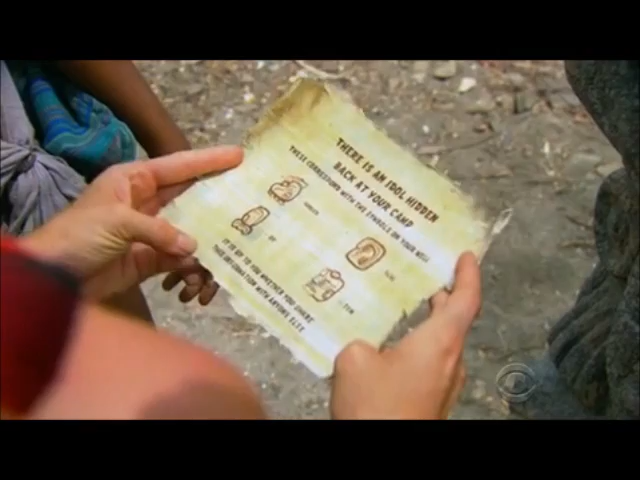 THERE IS AN IDOL HIDDEN
BACK AT YOUR CAMP
THESE CORRESPOND WITH THE SYMBOLS ON YOUR WELL
IT IS UP TO YOU WHETHER YOU SHARE
THIS INFORMATION WITH ANYONE ELSE